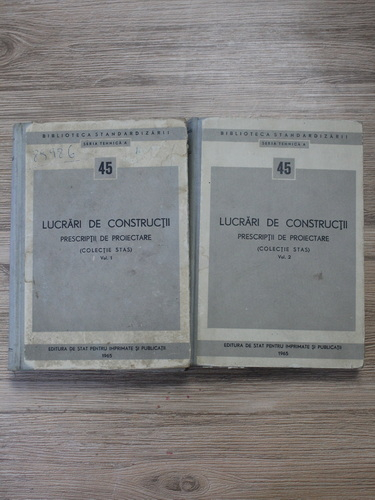 BIBLIOTECA STANDARDIZĂRII
SERIA TEHNICĂ A
45
LUCRĂRI DE CONSTRUCȚII
PRESCRIPȚII DE PROIECTARE
(COLECȚIE STAS)
Vol. 1
EDITURA DE STAT PENTRU IMPRIMATE ȘI PUBLICAȚII
BIBLIOTECA STANDARDIZĂRII
SERIA TEHNICĂ A
45
LUCRĂRI DE CONSTRUCȚII
PRESCRIPȚII DE PROIECTARE
(COLECȚIE STAS)
Vol. 2
EDITURA DE STAT PENTRU IMPRIMATE ȘI PUBLICAȚII